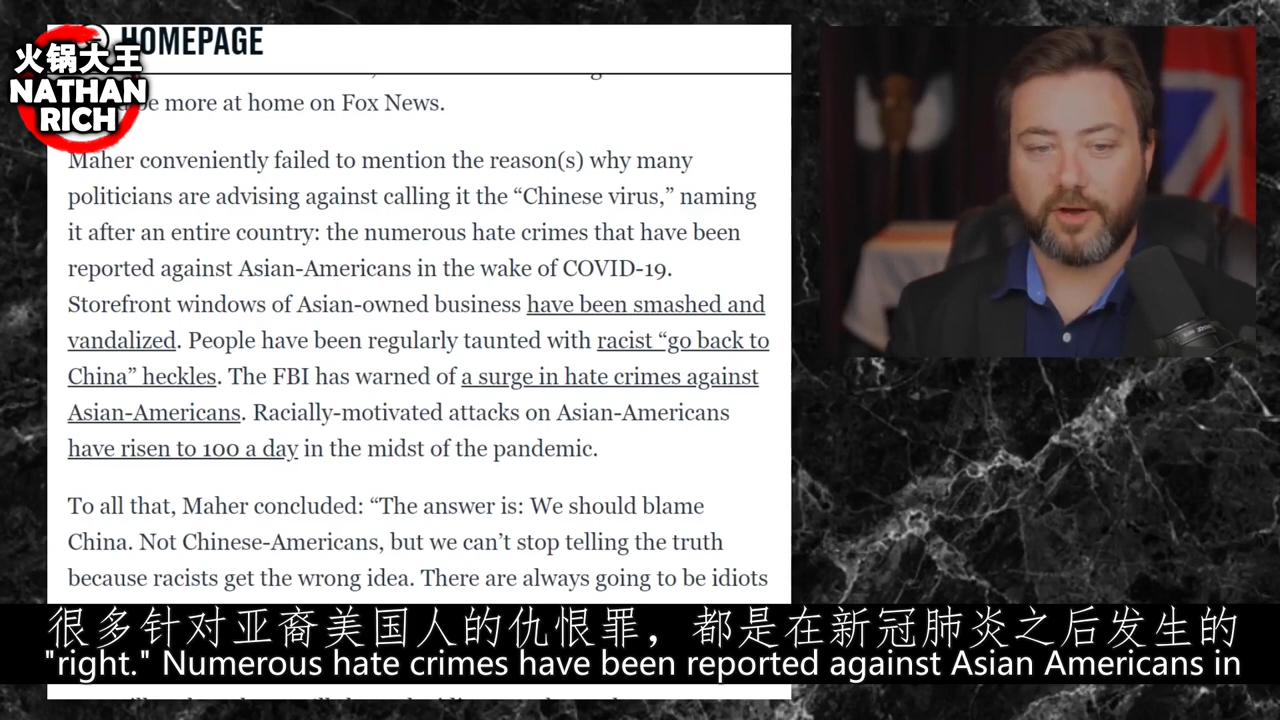 HOMEPAGE
火锅大王
NATHAN
RICH
be more at home on Fox News.
Maher conveniently failed to mention the reason(s) why many
politicians are advising against calling it the “Chinese virus,” naming
it after an entire country: the numerous hate crimes that have been
reported against Asian-Americans in the wake of COVID-19.
Storefront windows of Asian-owned business have been smashed and
vandalized. People have been regularly taunted with racist “go back to
China” heckles. The FBI has warned of a surge in hate crimes against
Asian-Americans. Racially-motivated attacks on Asian-Americans
have risen to 100 a day in the midst of the pandemic.
To all that, Maher concluded: “The answer is: We should blame
China. Not Chinese-Americans, but we can’t stop telling the truth
because racists get the wrong idea. There are always going to be idiots
很多针对亚裔美国人的仇恨罪，都是在新冠肺炎之后发生的
"right." Numerous hate crimes have been reported against Asian Americans in